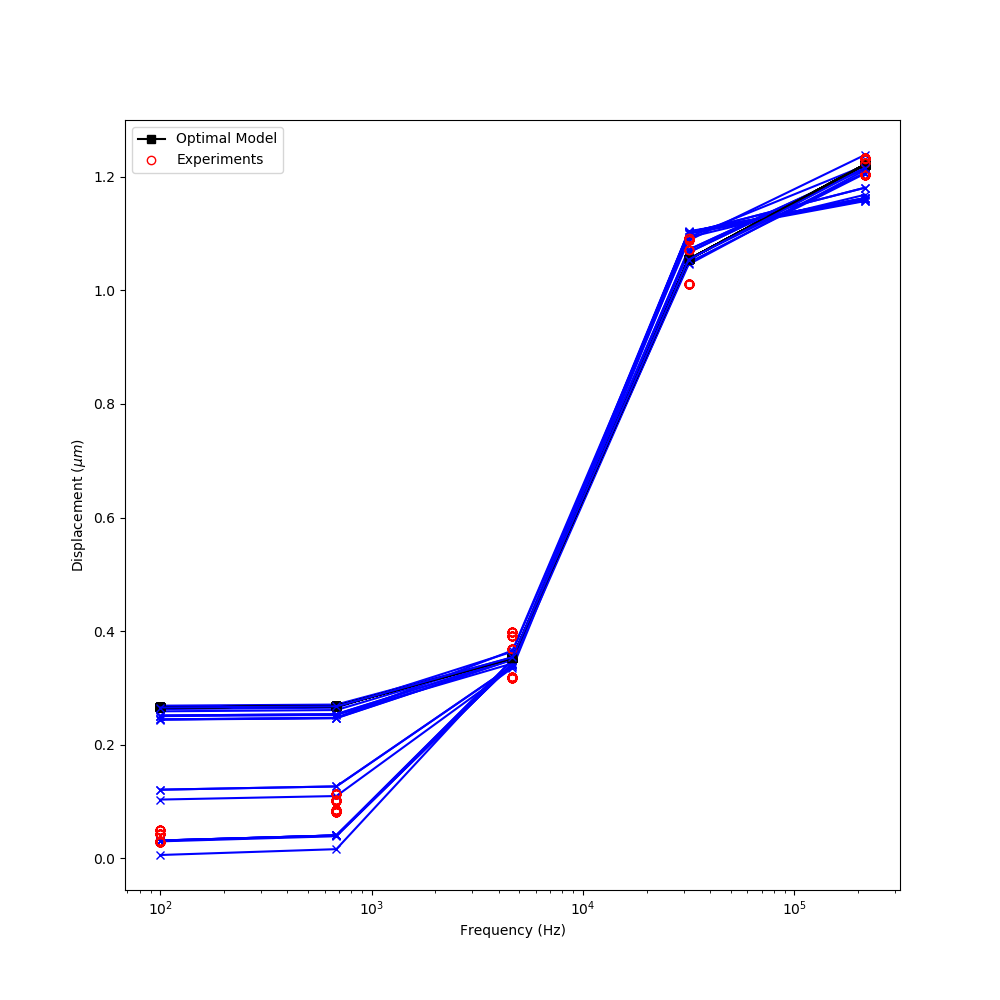 Optimal Model
Experiments
1.2
1.0
0.8
0.6
0.4
0.2
0.0
Displacement (μm)
10²
10³
10⁴
10⁵
Frequency (Hz)